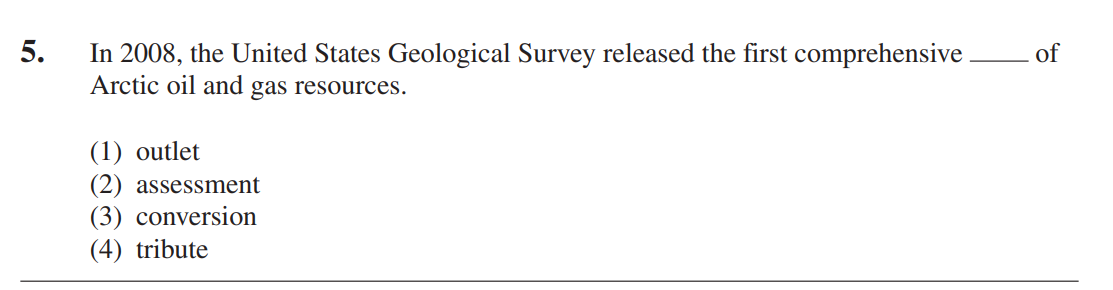 5. In 2008, the United States Geological Survey released the first comprehensive _____ of
Arctic oil and gas resources.
(1) outlet
(2) assessment
(3) conversion
(4) tribute